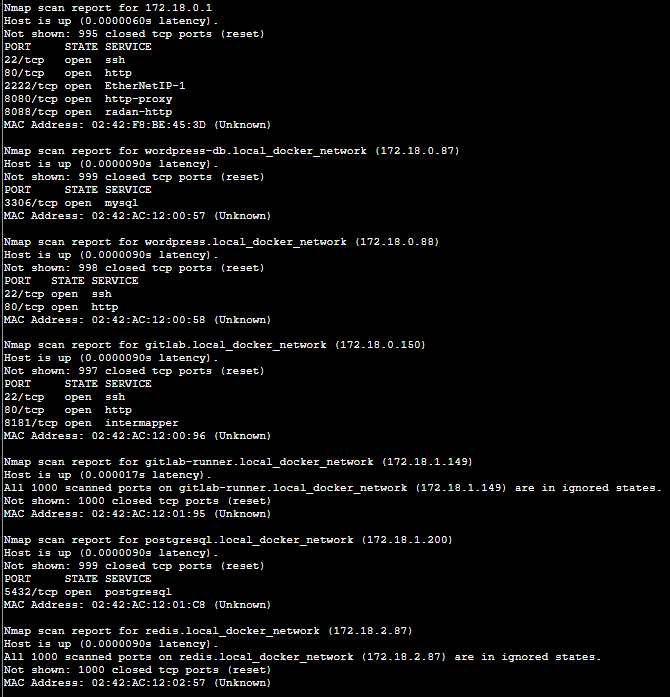 Nmap scan report for 172.18.0.1
Host is up (0.0000060s latency).
Not shown: 995 closed tcp ports (reset)
PORT     STATE SERVICE
22/tcp   open  ssh
80/tcp   open  http
2222/tcp open  EtherNetIP-1
8080/tcp open  http-proxy
8088/tcp open  radan-http
MAC Address: 02:42:F8:BE:45:3D (Unknown)

Nmap scan report for wordpress-db.local_docker_network (172.18.0.87)
Host is up (0.0000090s latency).
Not shown: 999 closed tcp ports (reset)
PORT     STATE SERVICE
3306/tcp open  mysql
MAC Address: 02:42:AC:12:00:57 (Unknown)

Nmap scan report for wordpress.local_docker_network (172.18.0.88)
Host is up (0.0000090s latency).
Not shown: 998 closed tcp ports (reset)
PORT   STATE SERVICE
22/tcp open  ssh
80/tcp open  http
MAC Address: 02:42:AC:12:00:58 (Unknown)

Nmap scan report for gitlab.local_docker_network (172.18.0.150)
Host is up (0.0000090s latency).
Not shown: 997 closed tcp ports (reset)
PORT     STATE SERVICE
22/tcp   open  ssh
80/tcp   open  http
8181/tcp open  intermapper
MAC Address: 02:42:AC:12:00:96 (Unknown)

Nmap scan report for gitlab-runner.local_docker_network (172.18.1.149)
Host is up (0.000017s latency).
All 1000 scanned ports on gitlab-runner.local_docker_network (172.18.1.149) are in ignored states.
Not shown: 1000 closed tcp ports (reset)
MAC Address: 02:42:AC:12:01:95 (Unknown)

Nmap scan report for postgresql.local_docker_network (172.18.1.200)
Host is up (0.0000090s latency).
Not shown: 999 closed tcp ports (reset)
PORT     STATE SERVICE
5432/tcp open  postgresql
MAC Address: 02:42:AC:12:01:C8 (Unknown)

Nmap scan report for redis.local_docker_network (172.18.2.87)
Host is up (0.0000090s latency).
All 1000 scanned ports on redis.local_docker_network (172.18.2.87) are in ignored states.
Not shown: 1000 closed tcp ports (reset)
MAC Address: 02:42:AC:12:02:57 (Unknown)